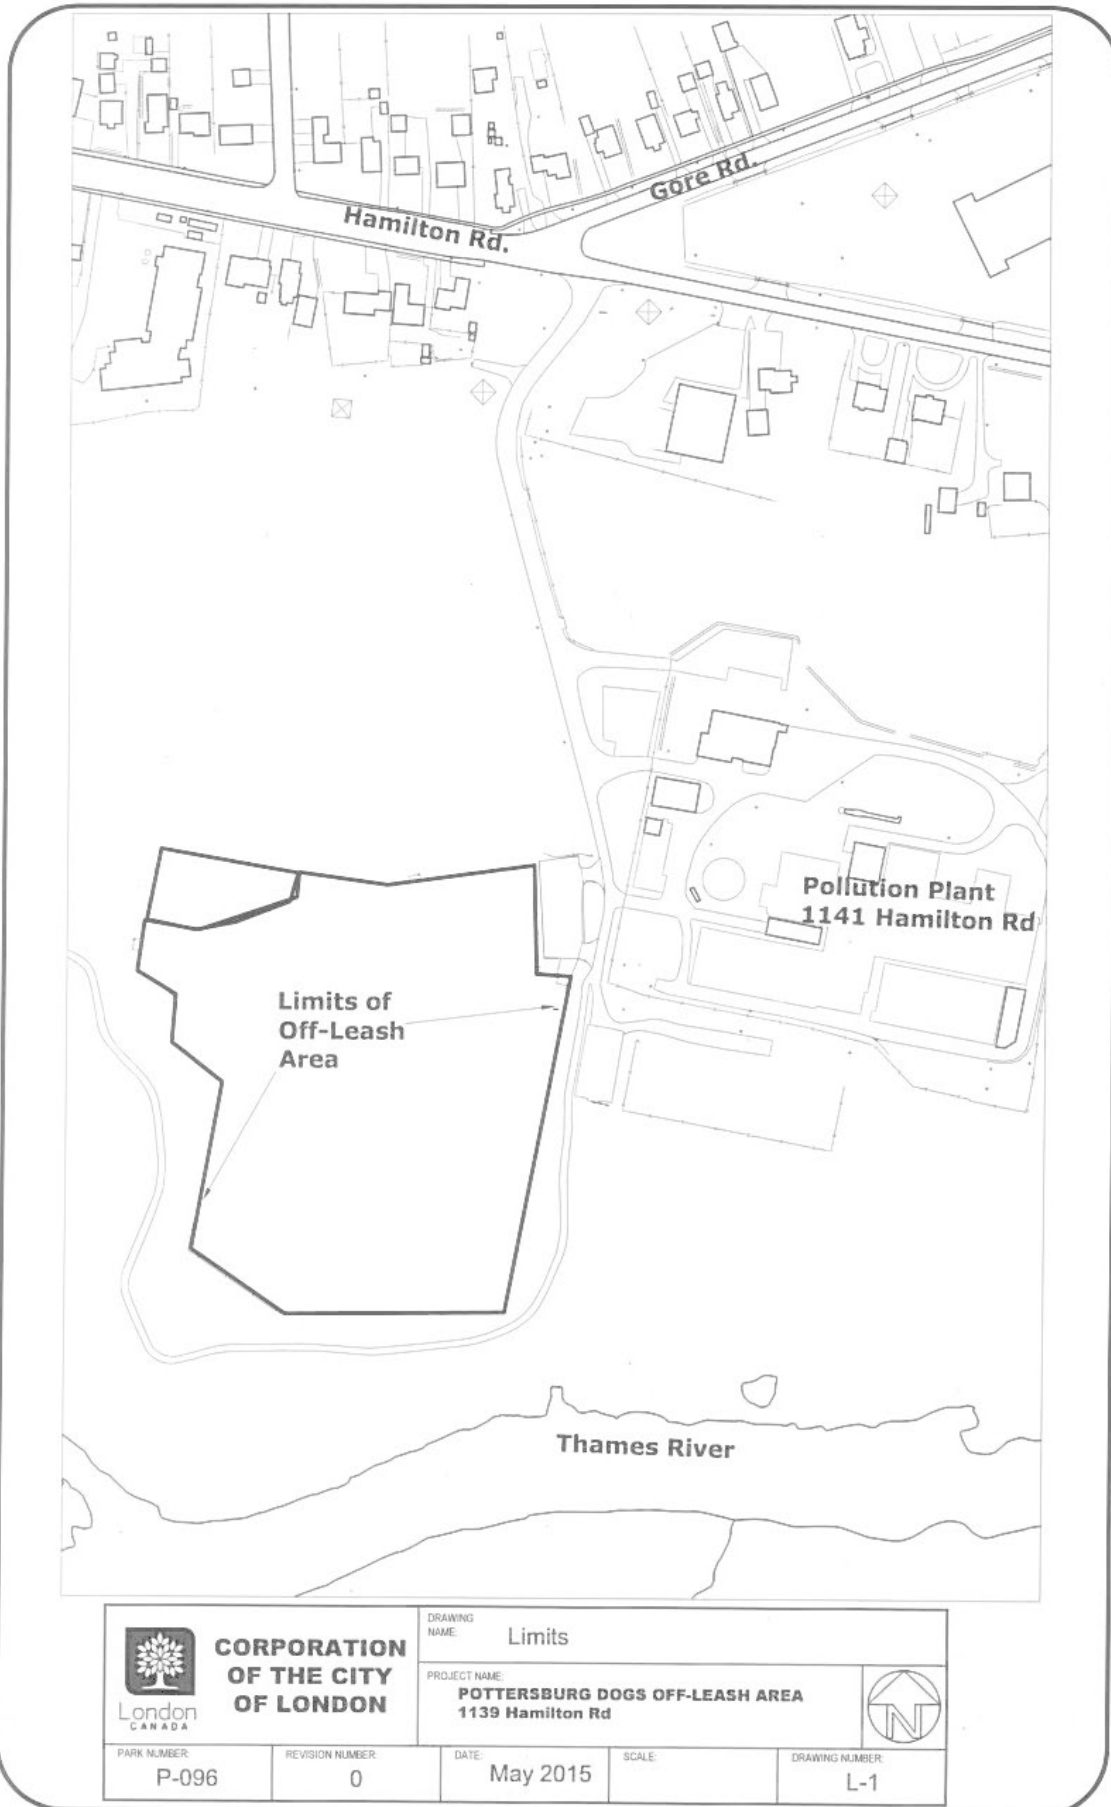 Gore Rd.
Hamilton Rd.
Pollution Plant
1141 Hamilton Rd
Limits of
Off-Leash
Area
Thames River
London
CANADA
CORPORATION
OF THE CITY
OF LONDON
DRAWING
NAME:
Limits
PROJECT NAME:
POTTERSBURG DOGS OFF-LEASH AREA
1139 Hamilton Rd
N
PARK NUMBER:
P-096
REVISION NUMBER:
0
DATE:
May 2015
SCALE:
DRAWING NUMBER:
L-1